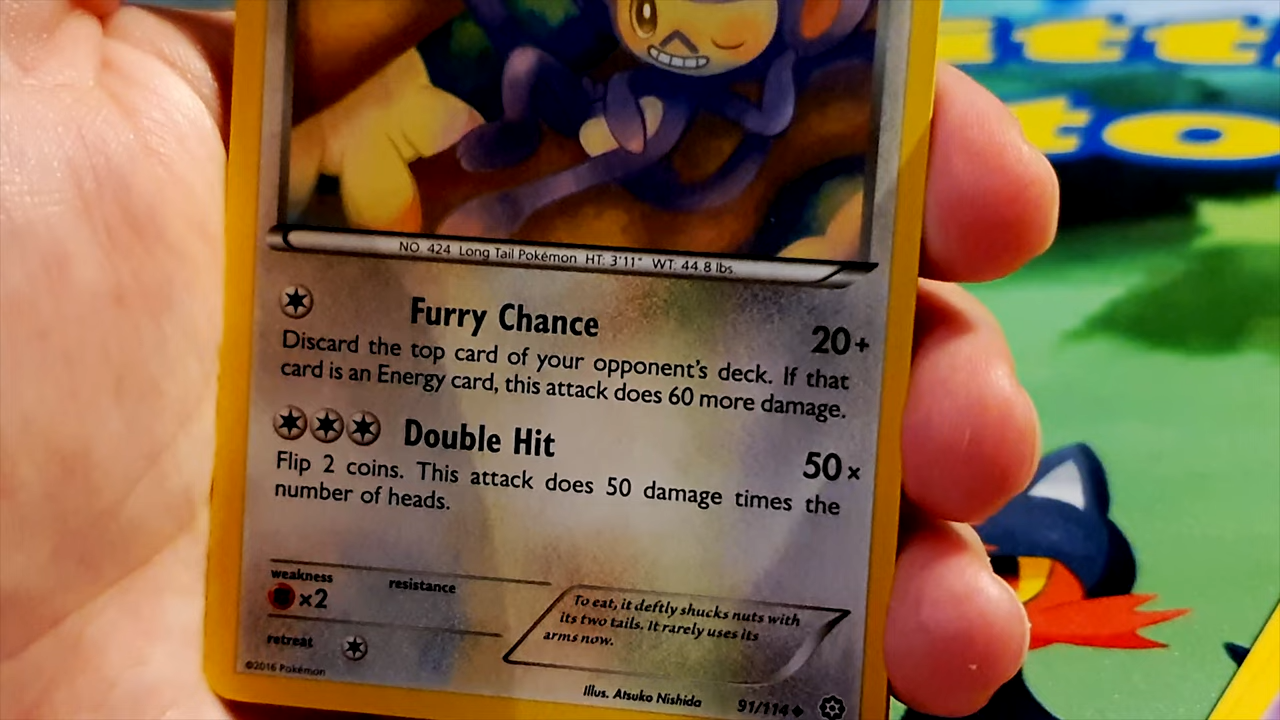 itt
to
NO. 424 Long Tail Pokémon HT: 3'11" WT: 44.8 lbs.
Furry Chance 20+
Discard the top card of your opponent's deck. If that
card is an Energy card, this attack does 60 more damage.
Double Hit 50×
Flip 2 coins. This attack does 50 damage times the
number of heads.
weakness resistance
×2
To eat, it deftly shucks nuts with
its two tails. It rarely uses its
arms now.
retreat
©2016 Pokémon
Illus. Atsuko Nishida 91/114